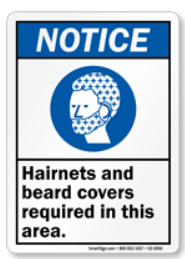 NOTICE
Hairnets and
beard covers
required in this
area.